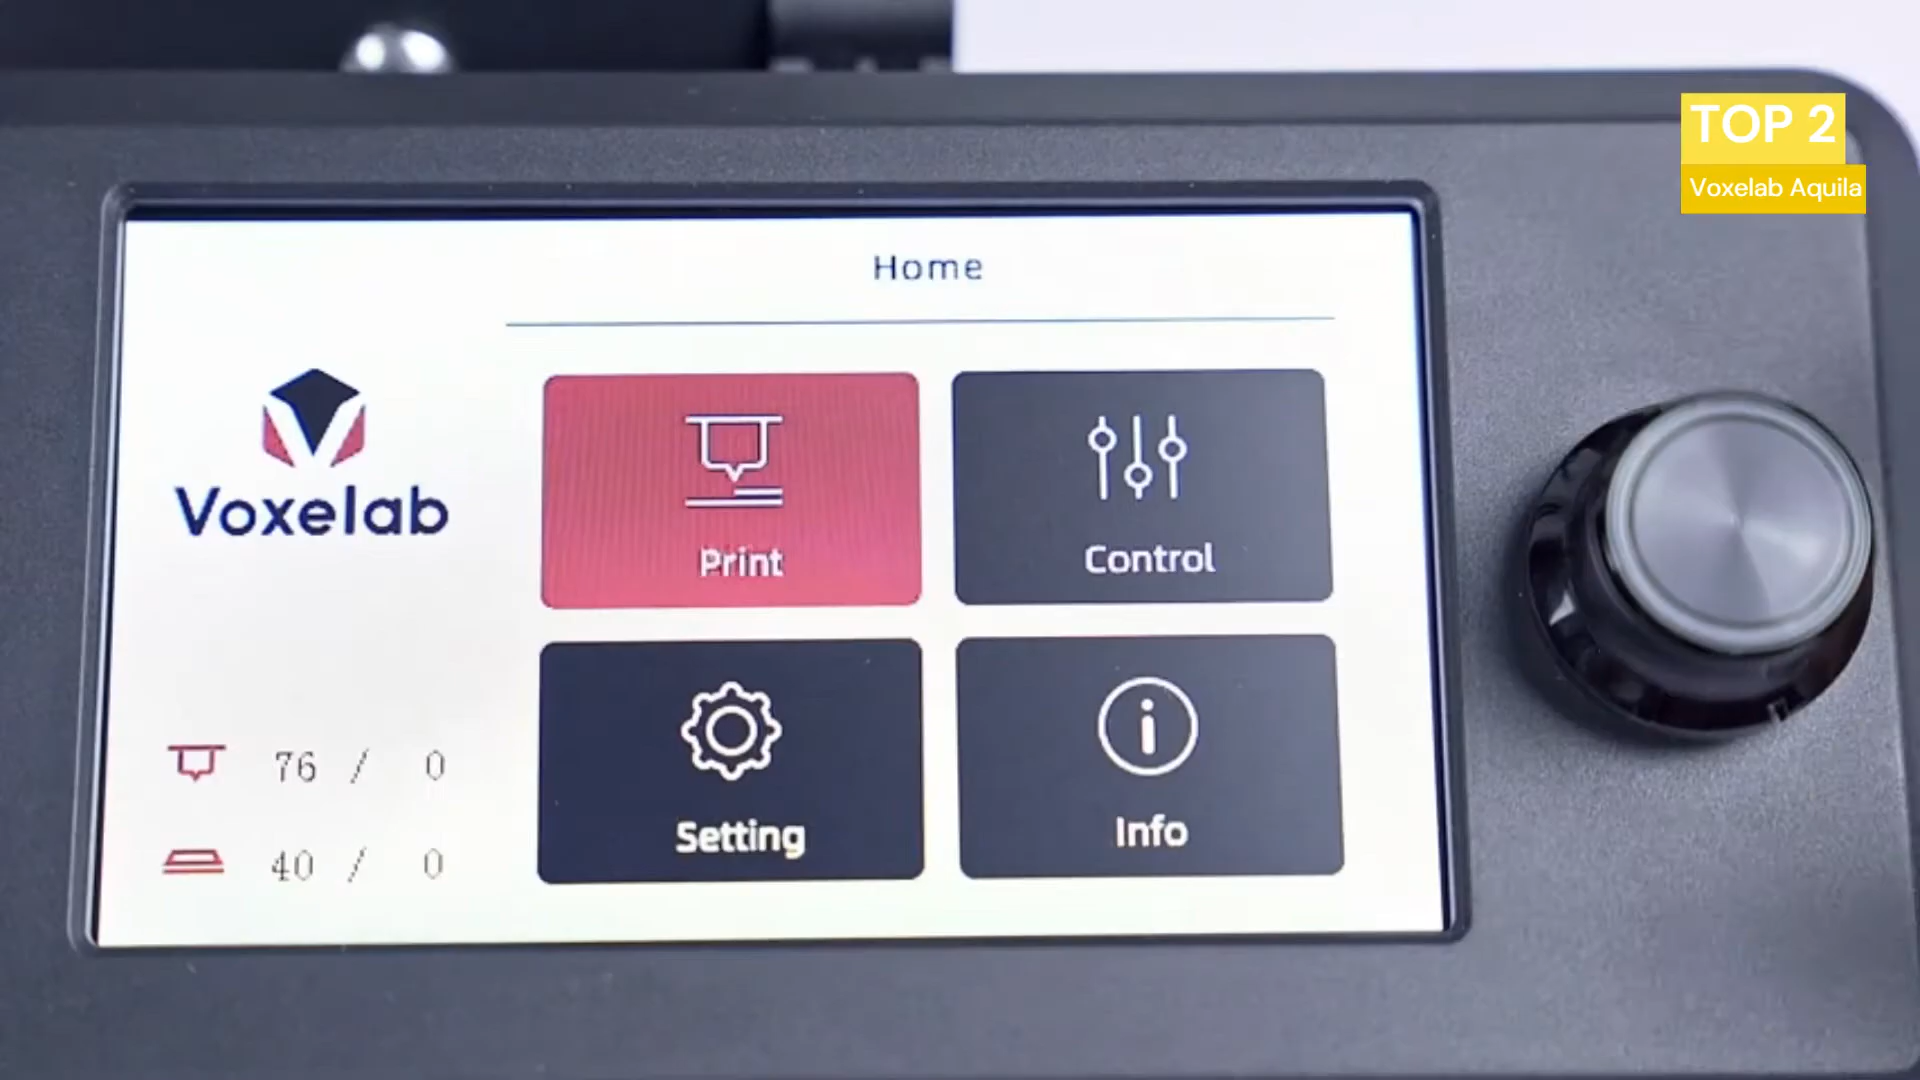 TOP 2
Voxelab Aquila
Home
Voxelab
Print
Control
Setting
Info
76 / 0
40 / 0